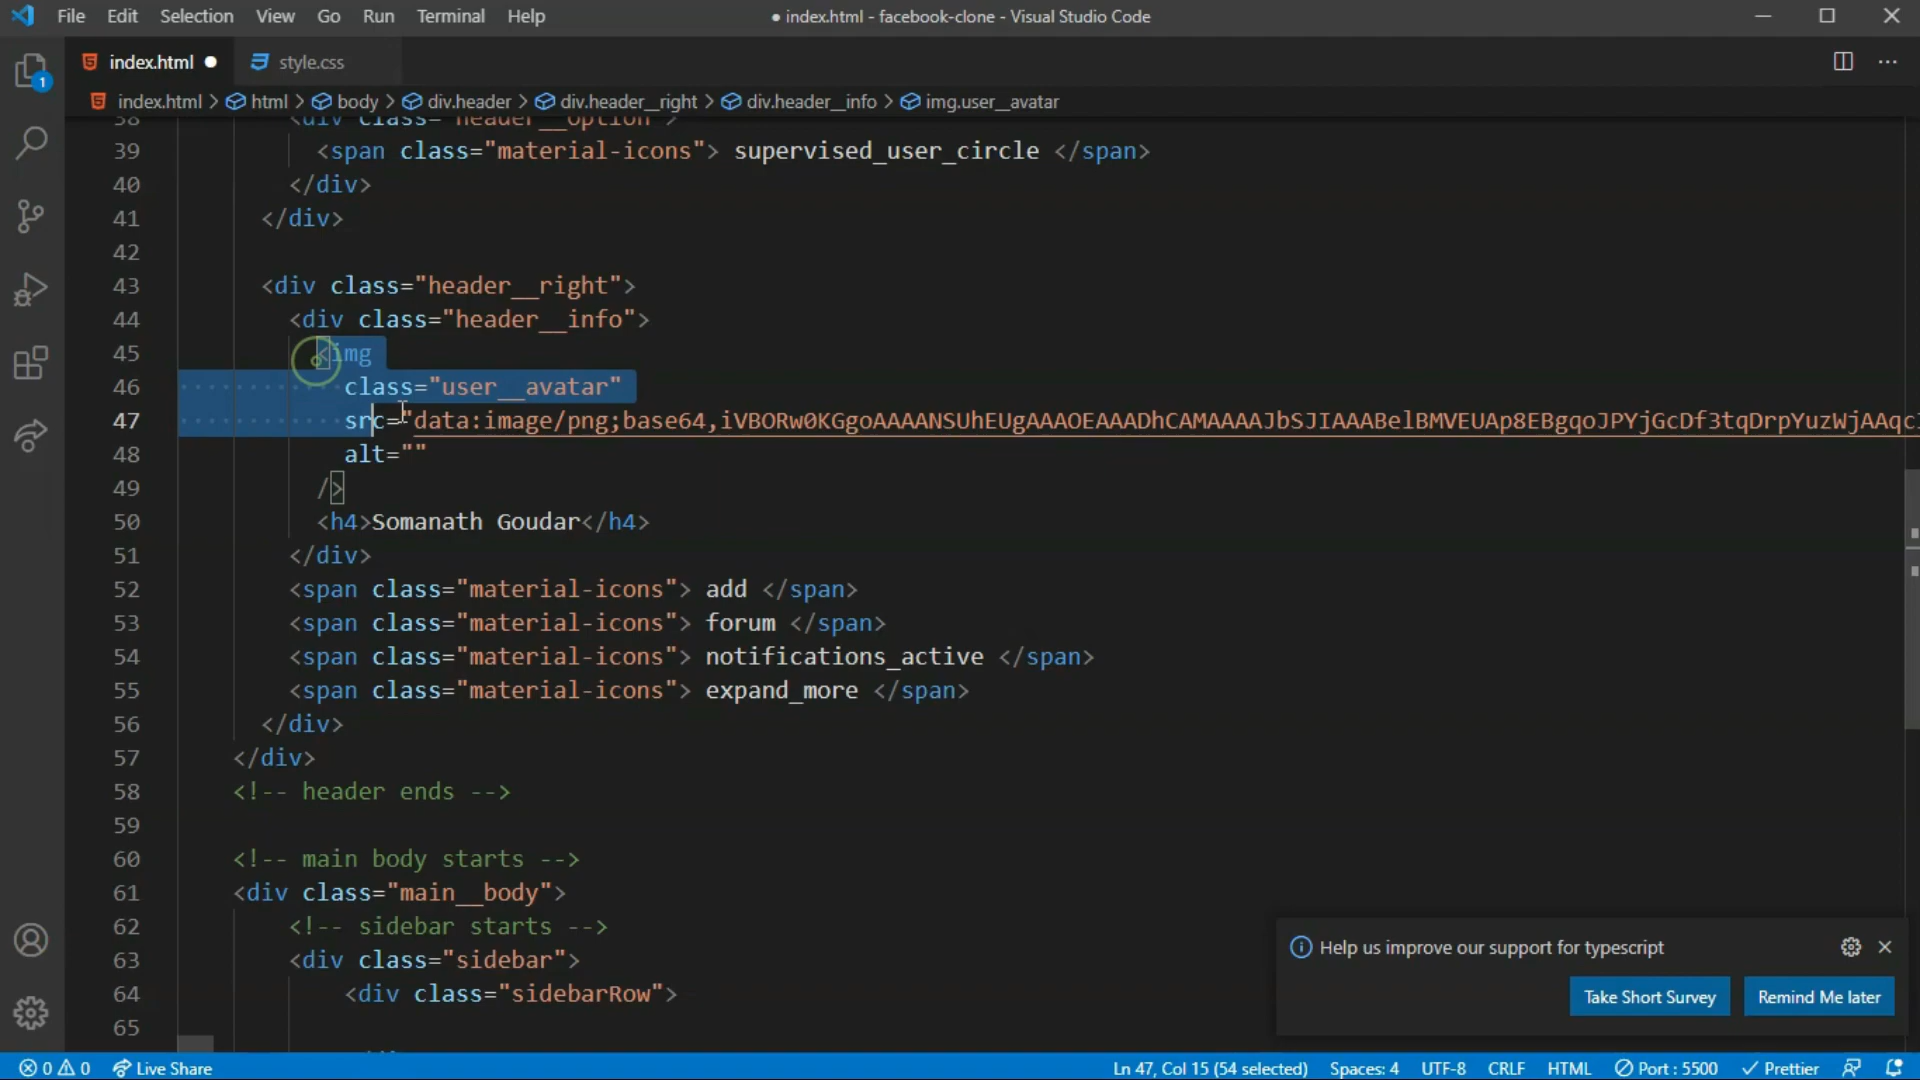 File Edit Selection View Go Run Terminal Help
● index.html - facebook-clone - Visual Studio Code
index.html ●
style.css
index.html > html > body > div.header > div.header__right > div.header__info > img.user__avatar
38 <div class="header__option">
39 <span class="material-icons"> supervised_user_circle </span>
40 </div>
41 </div>
42
43 <div class="header__right">
44 <div class="header__info">
45 <img
46 class="user__avatar"
47 src="data:image/png;base64,iVBORw0KGgoAAAANSUhEUgAAAOEAAADhCAMAAAAJbSJIAAABelBMVEUAp8EBgqoJPYjGcDf3tqDrpYuzWjAAqc
48 alt=""
49 />
50 <h4>Somanath Goudar</h4>
51 </div>
52 <span class="material-icons"> add </span>
53 <span class="material-icons"> forum </span>
54 <span class="material-icons"> notifications_active </span>
55 <span class="material-icons"> expand_more </span>
56 </div>
57 </div>
58 <!-- header ends -->
59
60 <!-- main body starts -->
61 <div class="main__body">
62 <!-- sidebar starts -->
63 <div class="sidebar">
64 <div class="sidebarRow">
65
1
Help us improve our support for typescript
Take Short Survey
Remind Me later
0 0 Live Share
Ln 47, Col 15 (54 selected) Spaces: 4 UTF-8 CRLF HTML Port : 5500 Prettier